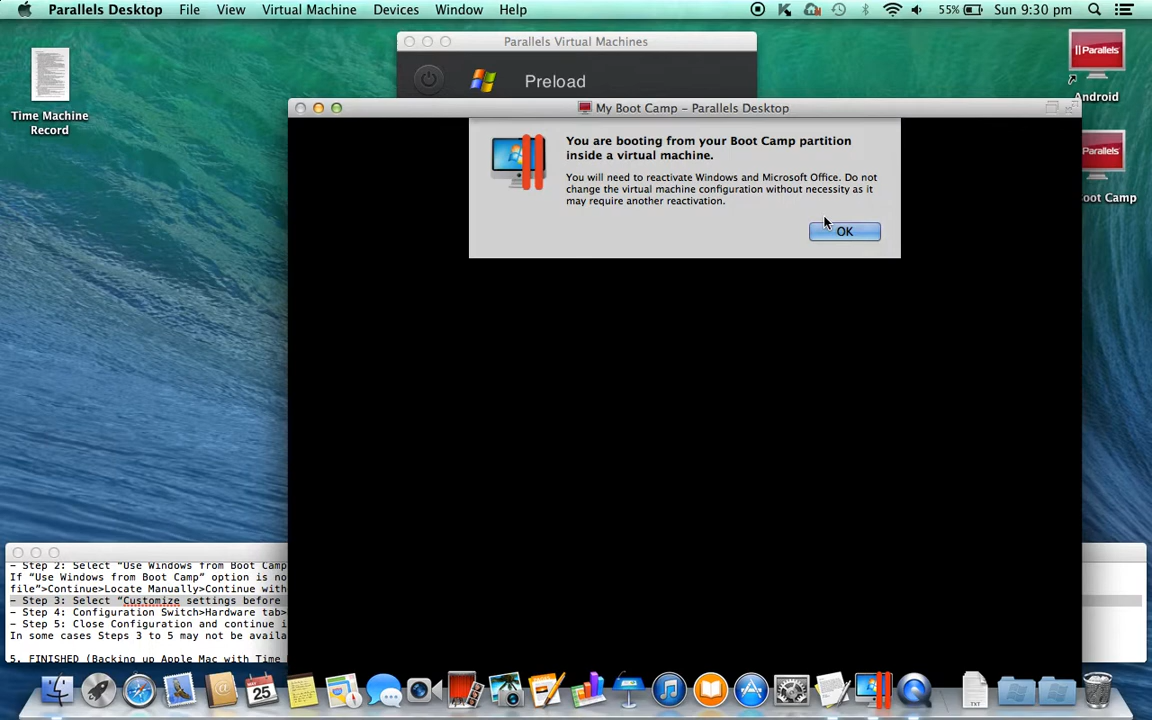 Parallels Desktop File View Virtual Machine Devices Window Help 55% Sun 9:30 pm
Parallels Virtual Machines
Preload
Time Machine
Record
|| Parallels
Android
My Boot Camp – Parallels Desktop
You are booting from your Boot Camp partition
inside a virtual machine.
You will need to reactivate Windows and Microsoft Office. Do not
change the virtual machine configuration without necessity as it
may require another reactivation.
OK
Parallels
oot Camp
– Step 2: Select “Use Windows from Boot Camp
If “Use Windows from Boot Camp” option is no
file”>Continue>Locate Manually>Continue with
– Step 3: Select “Customize settings before
– Step 4: Configuration Switch>Hardware tab>
– Step 5: Close Configuration and continue i
In some cases Steps 3 to 5 may not be availa
5. FINISHED (Backing up Apple Mac with Time
MAY
25
TXT